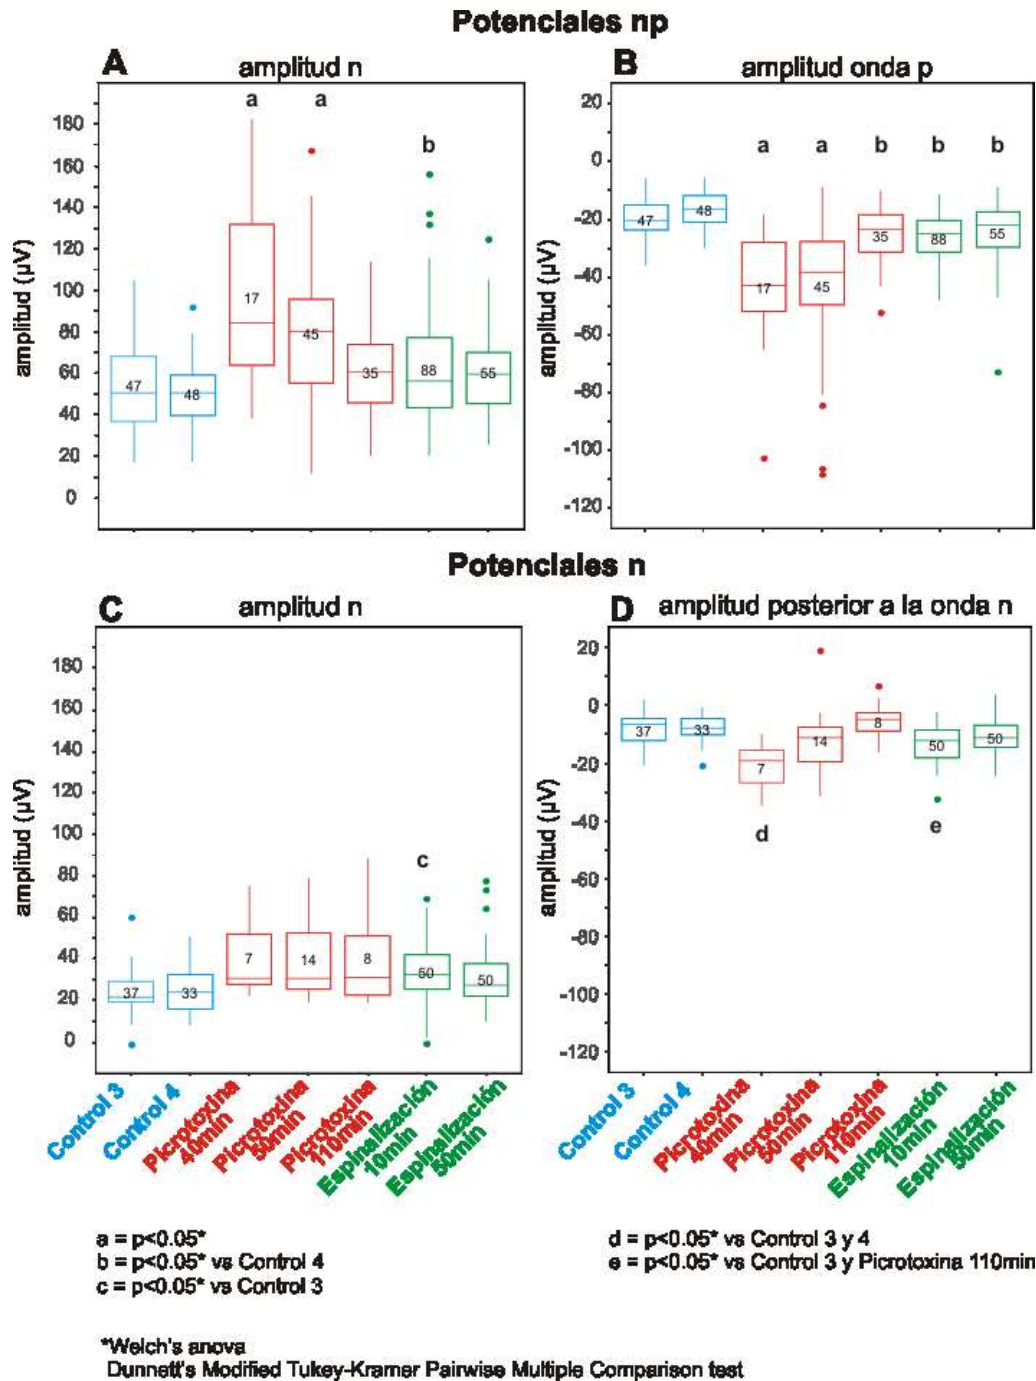 Potenciales np
A
amplitud n
B
amplitud onda p
amplitud (µV)
180
160
140
120
100
80
60
40
20
0
a
a
b
47
48
17
45
35
88
55
amplitud (µV)
20
0
-20
-40
-60
-80
-100
-120
a
a
b
b
b
47
48
17
45
35
88
55
Potenciales n
C
amplitud n
D
amplitud posterior a la onda n
amplitud (µV)
180
160
140
120
100
80
60
40
20
0
c
37
33
7
14
8
50
50
amplitud (µV)
20
0
-20
-40
-60
-80
-100
-120
37
33
7
14
8
50
50
d
e
Control 3
Control 4
Picrotoxina
40min
Picrotoxina
50min
Picrotoxina
110min
Espinalización
10min
Espinalización
50min
Control 3
Control 4
Picrotoxina
40min
Picrotoxina
50min
Picrotoxina
110min
Espinalización
10min
Espinalización
50min
a = p<0.05*
b = p<0.05* vs Control 4
c = p<0.05* vs Control 3
d = p<0.05* vs Control 3 y 4
e = p<0.05* vs Control 3 y Picrotoxina 110min
*Welch's anova
Dunnett's Modified Tukey-Kramer Pairwise Multiple Comparison test